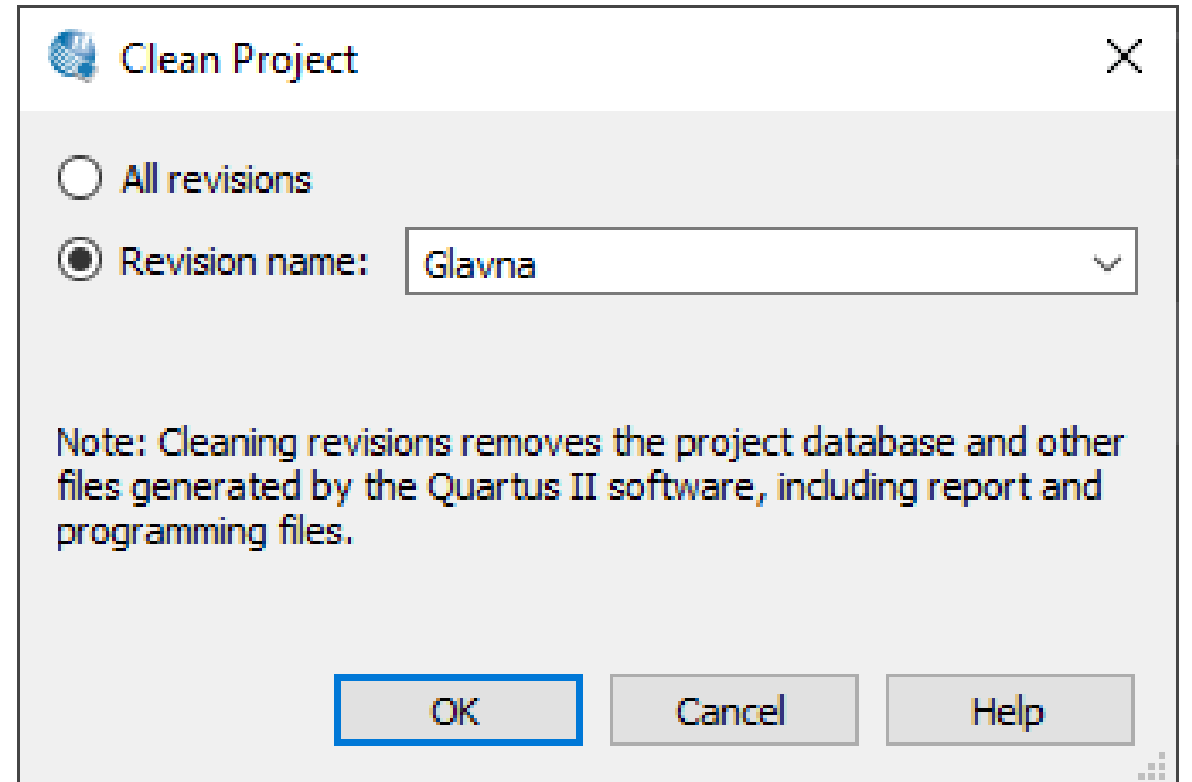 Clean Project
All revisions
Revision name: Glavna
Note: Cleaning revisions removes the project database and other
files generated by the Quartus II software, including report and
programming files.
OK Cancel Help